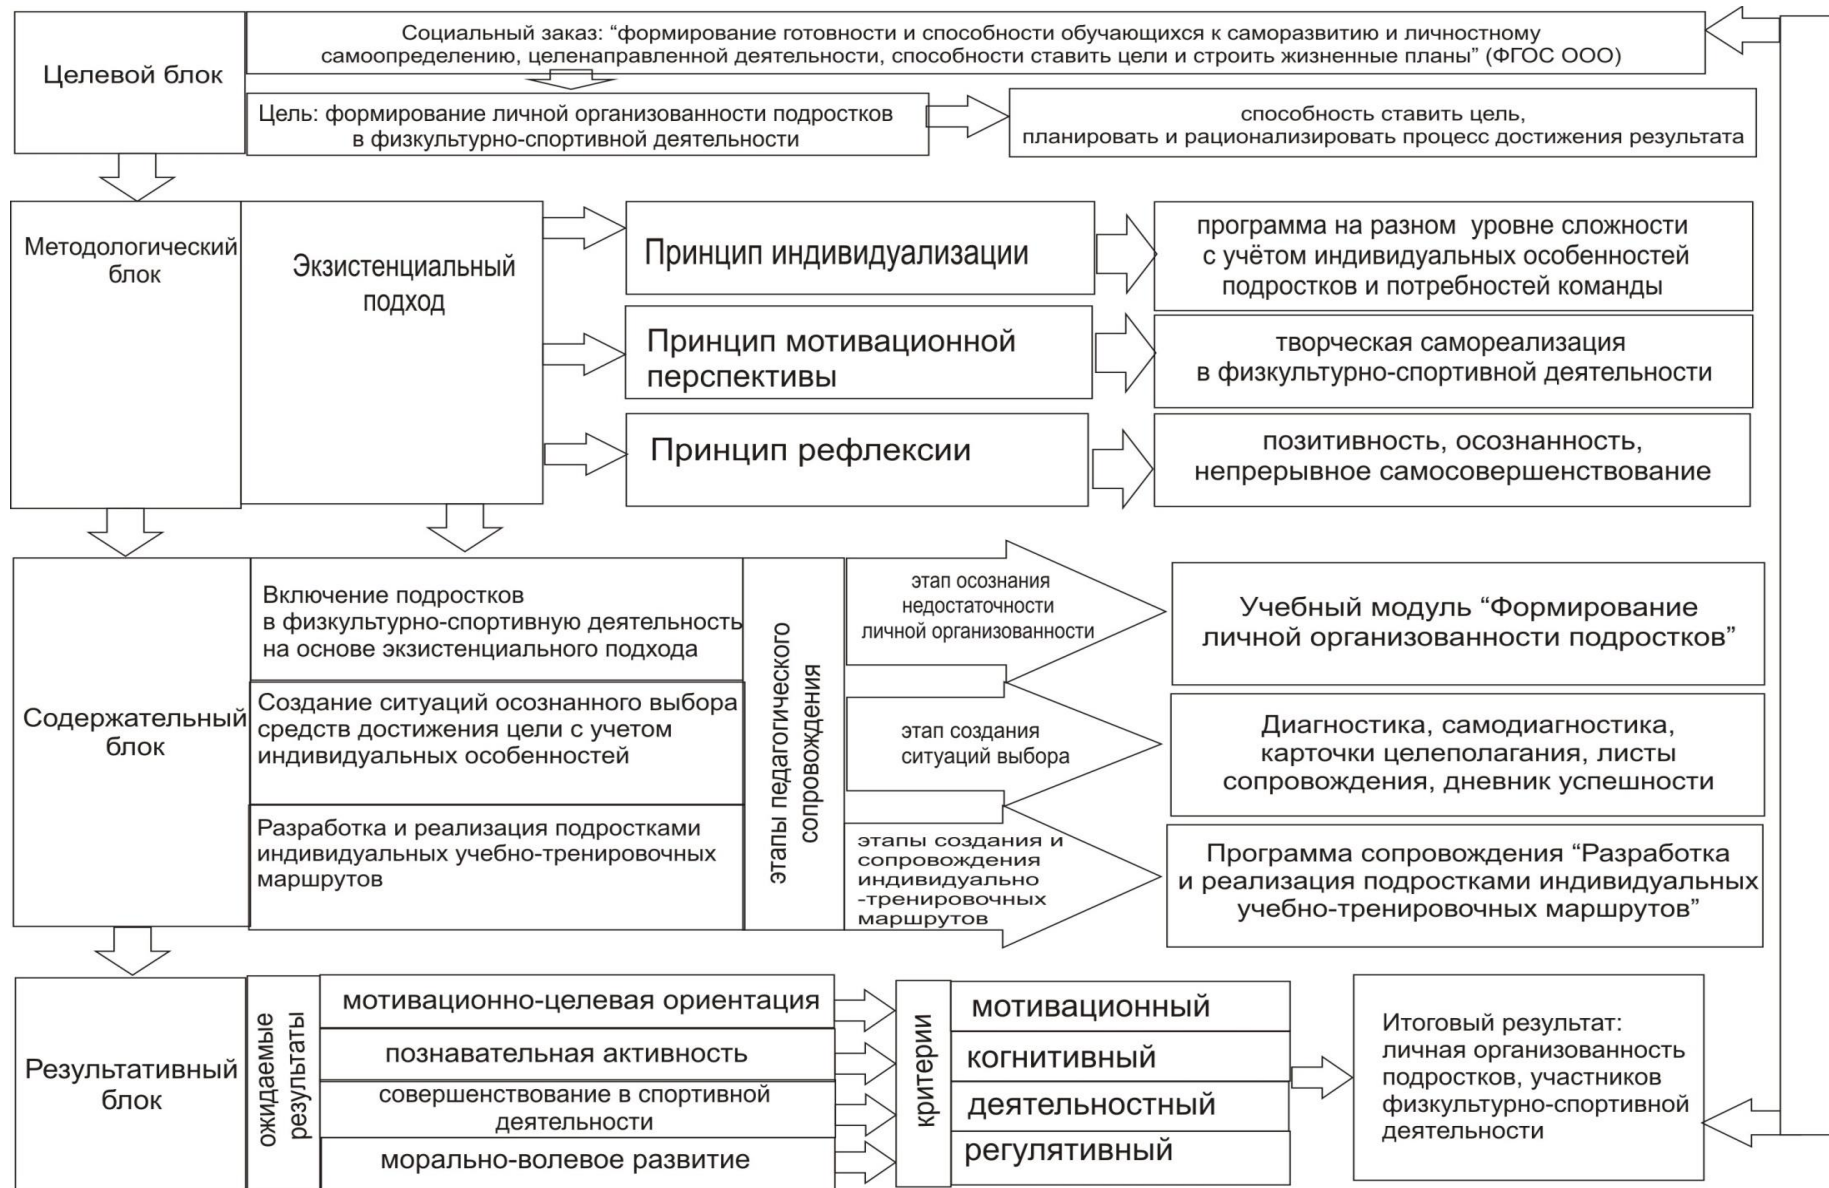 Целевой блок
Социальный заказ: “формирование готовности и способности обучающихся к саморазвитию и личностному
самоопределению, целенаправленной деятельности, способности ставить цели и строить жизненные планы” (ФГОС ООО)
Цель: формирование личной организованности подростков
в физкультурно-спортивной деятельности
способность ставить цель,
планировать и рационализировать процесс достижения результата
Методологический
блок
Экзистенциальный
подход
Принцип индивидуализации
программа на разном уровне сложности
с учётом индивидуальных особенностей
подростков и потребностей команды
Принцип мотивационной
перспективы
творческая самореализация
в физкультурно-спортивной деятельности
Принцип рефлексии
позитивность, осознанность,
непрерывное самосовершенствование
Содержательный
блок
Включение подростков
в физкультурно-спортивную деятельность
на основе экзистенциального подхода
Создание ситуаций осознанного выбора
средств достижения цели с учетом
индивидуальных особенностей
Разработка и реализация подростками
индивидуальных учебно-тренировочных
маршрутов
этапы педагогического
сопровождения
этап осознания
недостаточности
личной организованности
Учебный модуль “Формирование
личной организованности подростков”
этап создания
ситуаций выбора
Диагностика, самодиагностика,
карточки целеполагания, листы
сопровождения, дневник успешности
этапы создания и
сопровождения
индивидуально
-тренировочных
маршрутов
Программа сопровождения “Разработка
и реализация подростками индивидуальных
учебно-тренировочных маршрутов”
Результативный
блок
ожидаемые
результаты
мотивационно-целевая ориентация
познавательная активность
совершенствование в спортивной
деятельности
морально-волевое развитие
критерии
мотивационный
когнитивный
деятельностный
регулятивный
Итоговый результат:
личная организованность
подростков, участников
физкультурно-спортивной
деятельности